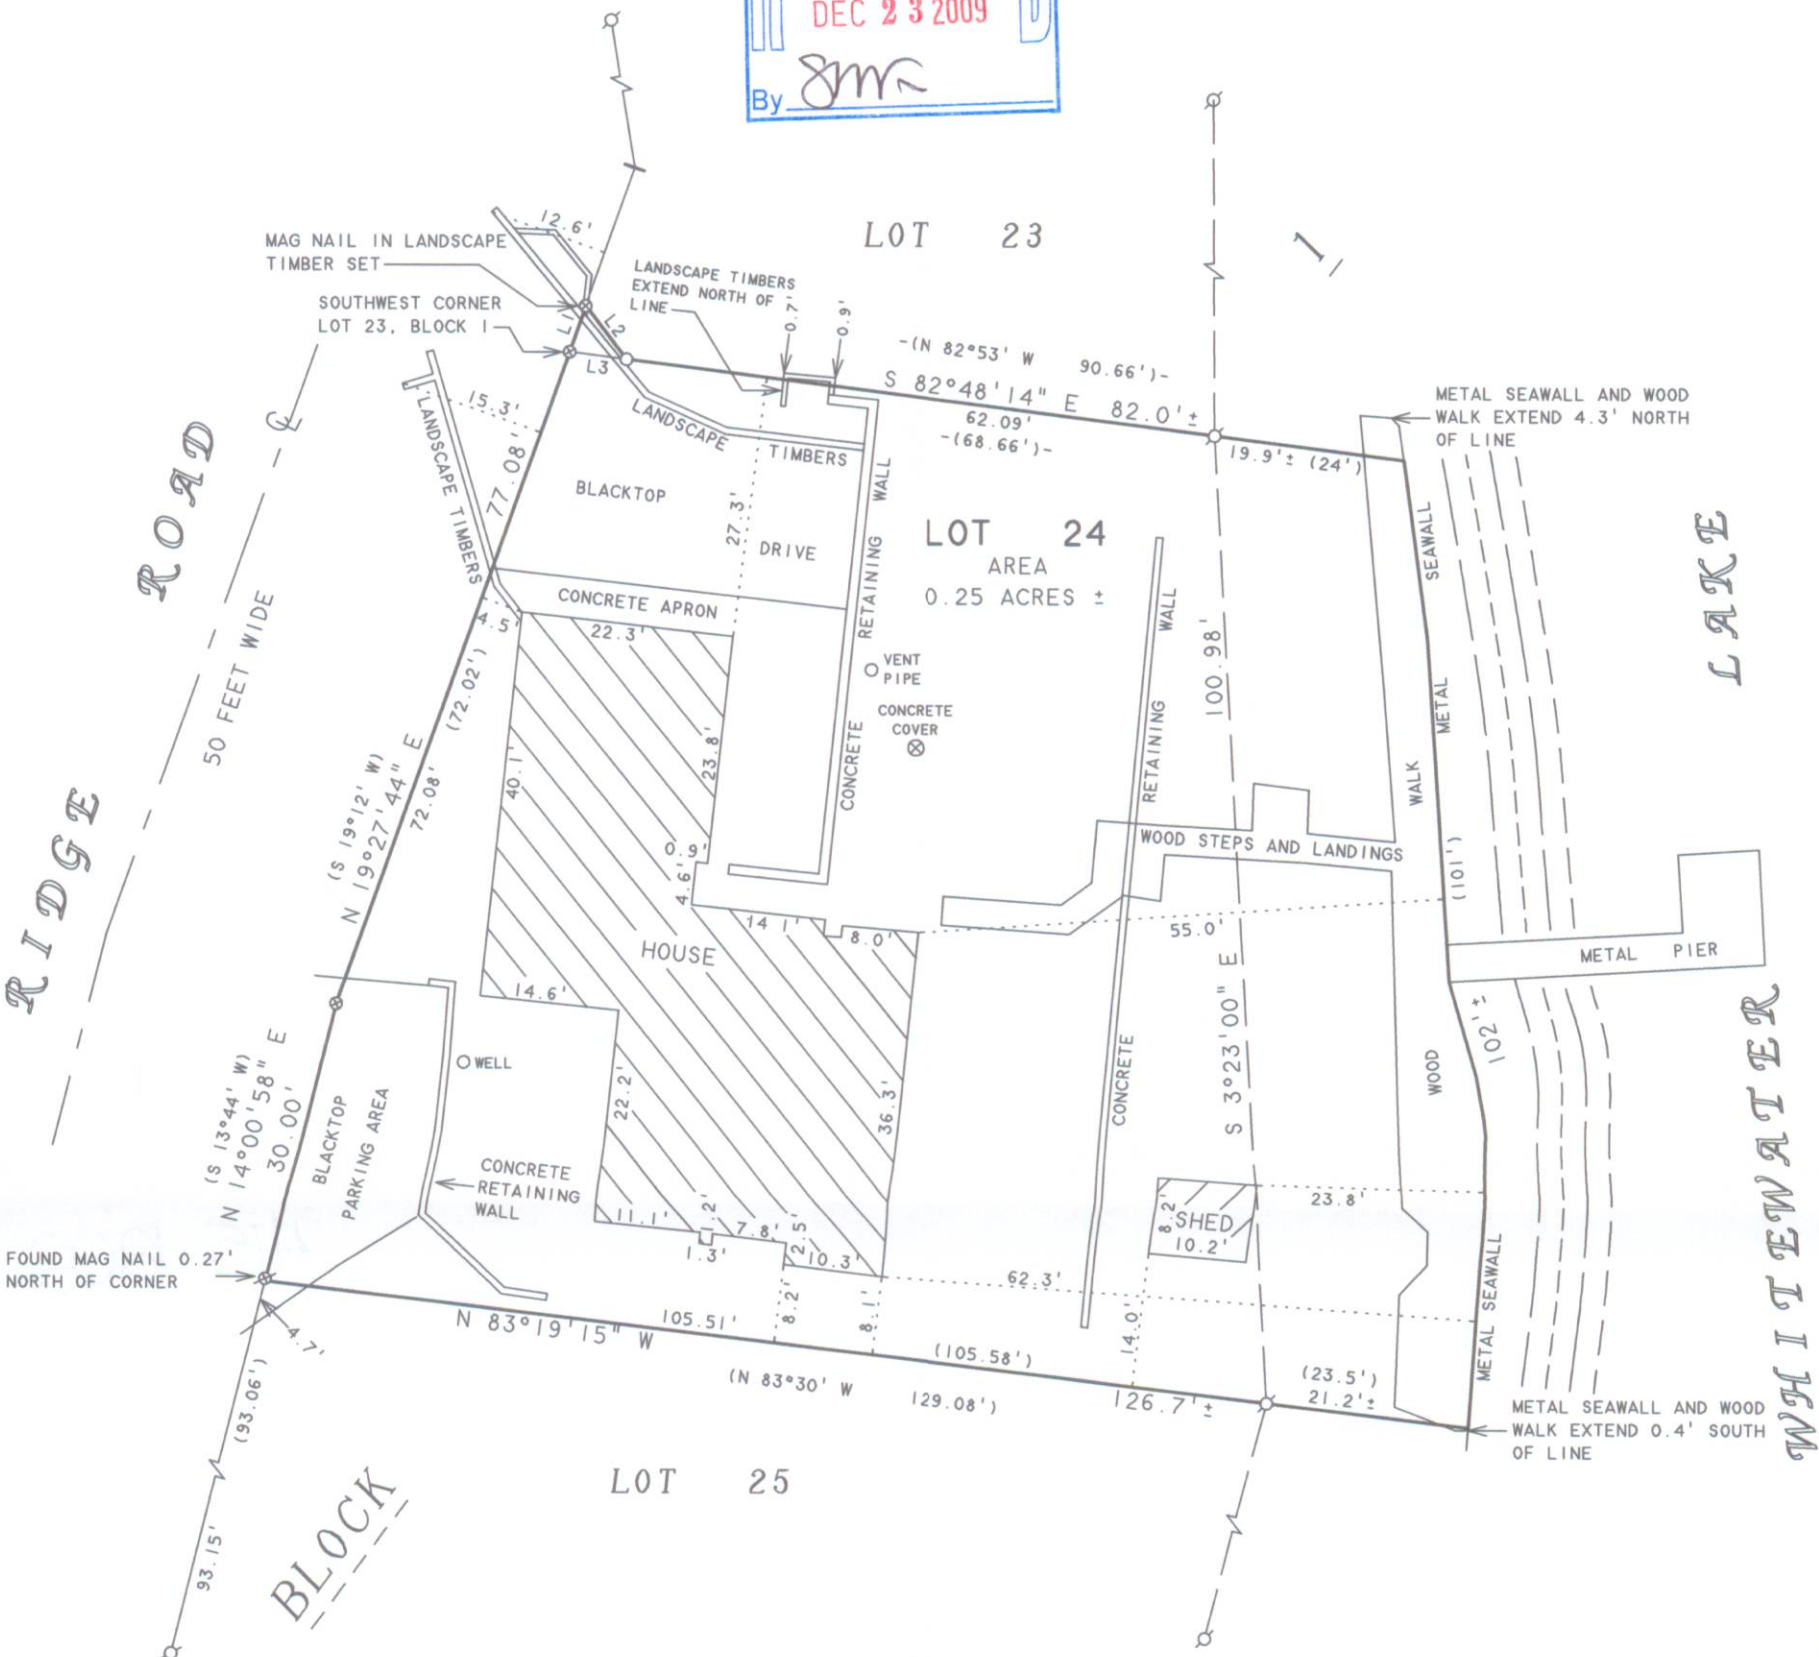 DEC 23 2009
By
LOT 23
1
12.6'
MAG NAIL IN LANDSCAPE
TIMBER SET
SOUTHWEST CORNER
LOT 23, BLOCK 1
LANDSCAPE TIMBERS
EXTEND NORTH OF
LINE
0.7'
0.9'
L1
L2
L3
-(N 82°53' W 90.66')-
S 82°48'14" E 82.0'±
62.09'
-(68.66')-
19.9'± (24')
METAL SEAWALL AND WOOD
WALK EXTEND 4.3' NORTH
OF LINE
15.3'
LANDSCAPE TIMBERS
LANDSCAPE TIMBERS
77.08'
BLACKTOP
DRIVE
27.3'
CONCRETE APRON
CONCRETE RETAINING WALL
LOT 24
AREA
0.25 ACRES ±
VENT
PIPE
CONCRETE
COVER
CONCRETE RETAINING WALL
100.98'
S 3°23'00" E
METAL SEAWALL
WOOD WALK
LAKE
WHITEWATER
RIDGE ROAD
50 FEET WIDE
4.5'
22.3'
(72.02')
(S 19°12' W)
N 19°27'44" E
72.08'
40.1'
23.8'
0.9'
4.6'
14.1'
8.0'
HOUSE
14.6'
22.2'
36.3'
WOOD STEPS AND LANDINGS
(101')
55.0'
METAL PIER
102'±
(S 13°44' W)
N 14°00'58" E
30.00'
BLACKTOP
PARKING AREA
WELL
CONCRETE
RETAINING
WALL
11.1'
1.2'
1.3'
7.8'
2.5'
10.3'
8.2'
8.1'
SHED
8.2'
10.2'
23.8'
62.3'
14.0'
METAL SEAWALL
FOUND MAG NAIL 0.27'
NORTH OF CORNER
4.7'
N 83°19'15" W
105.51'
(105.58')
(N 83°30' W 129.08')
126.7'±
(23.5')
21.2'±
METAL SEAWALL AND WOOD
WALK EXTEND 0.4' SOUTH
OF LINE
(93.06')
93.15'
BLOCK
LOT 25